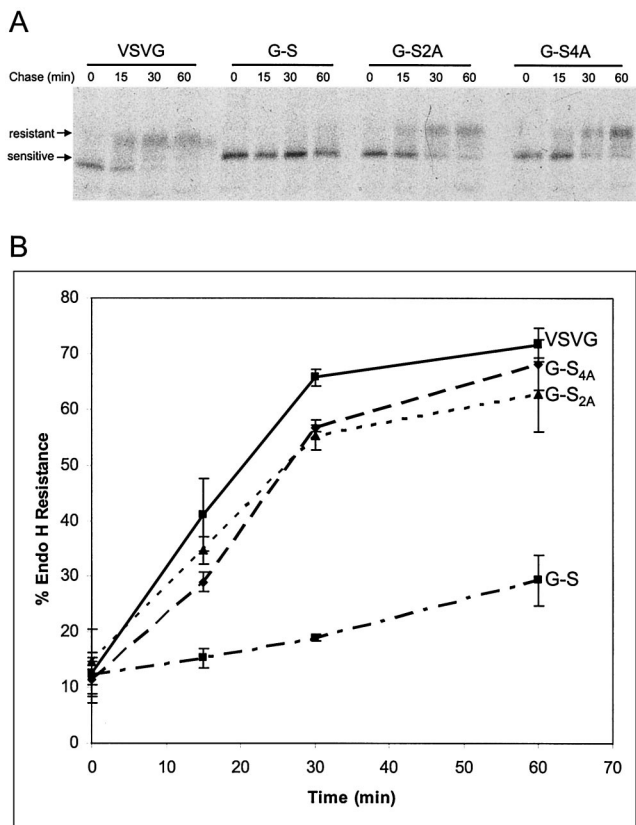 A
VSVG G-S G-S2A G-S4A
Chase (min) 0 15 30 60 0 15 30 60 0 15 30 60 0 15 30 60
resistant
sensitive
B
80
70
60
50
40
30
20
10
0
% Endo H Resistance
VSVG
G-S4A
G-S2A
G-S
0 10 20 30 40 50 60 70
Time (min)